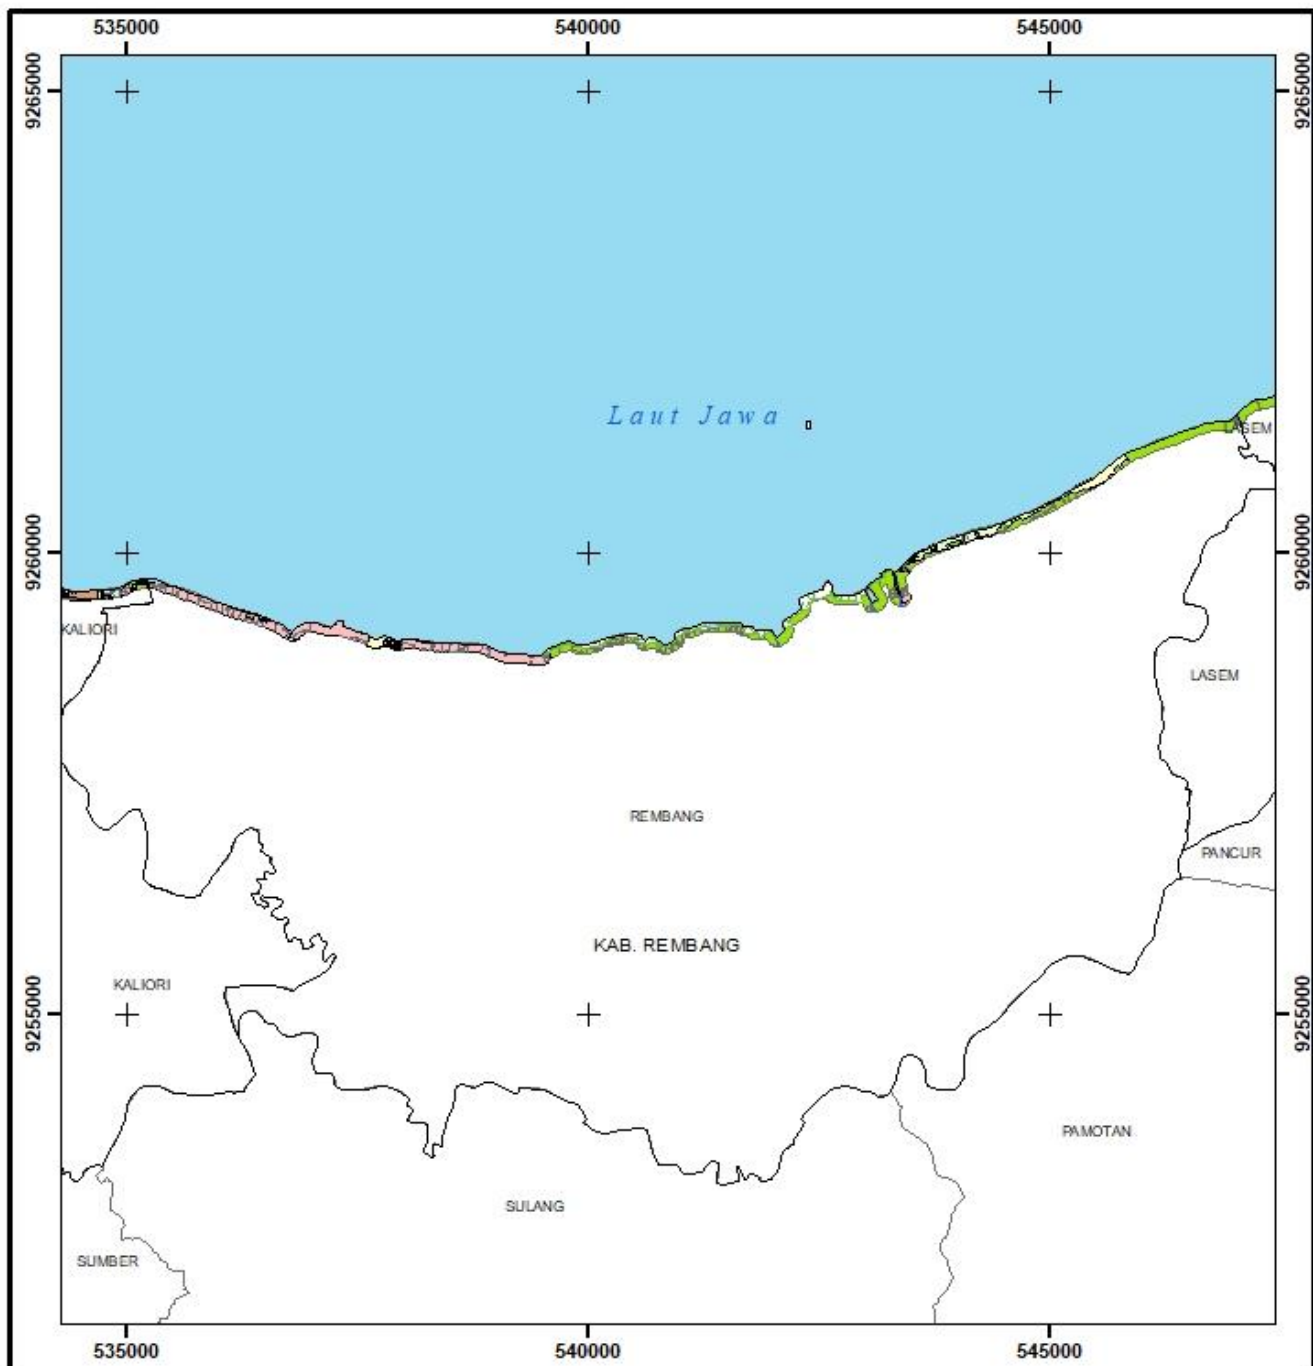 535000 540000 545000
9265000 9265000
Laut Jawa
LASEM
9260000 9260000
KALIORI
LASEM
REMBANG
PANCUR
KAB. REMBANG
KALIORI
9255000 9255000
PAMOTAN
SULANG
SUMBER
535000 540000 545000